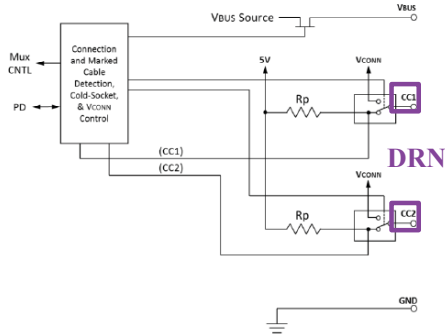 VBUS Source
VBUS
Mux
CNTL
PD
Connection
and Marked
Cable
Detection,
Cold-Socket,
& VCONN
Control
5V
VCONN
Rp
CC1
(CC1)
DRN
(CC2)
VCONN
Rp
CC2
GND